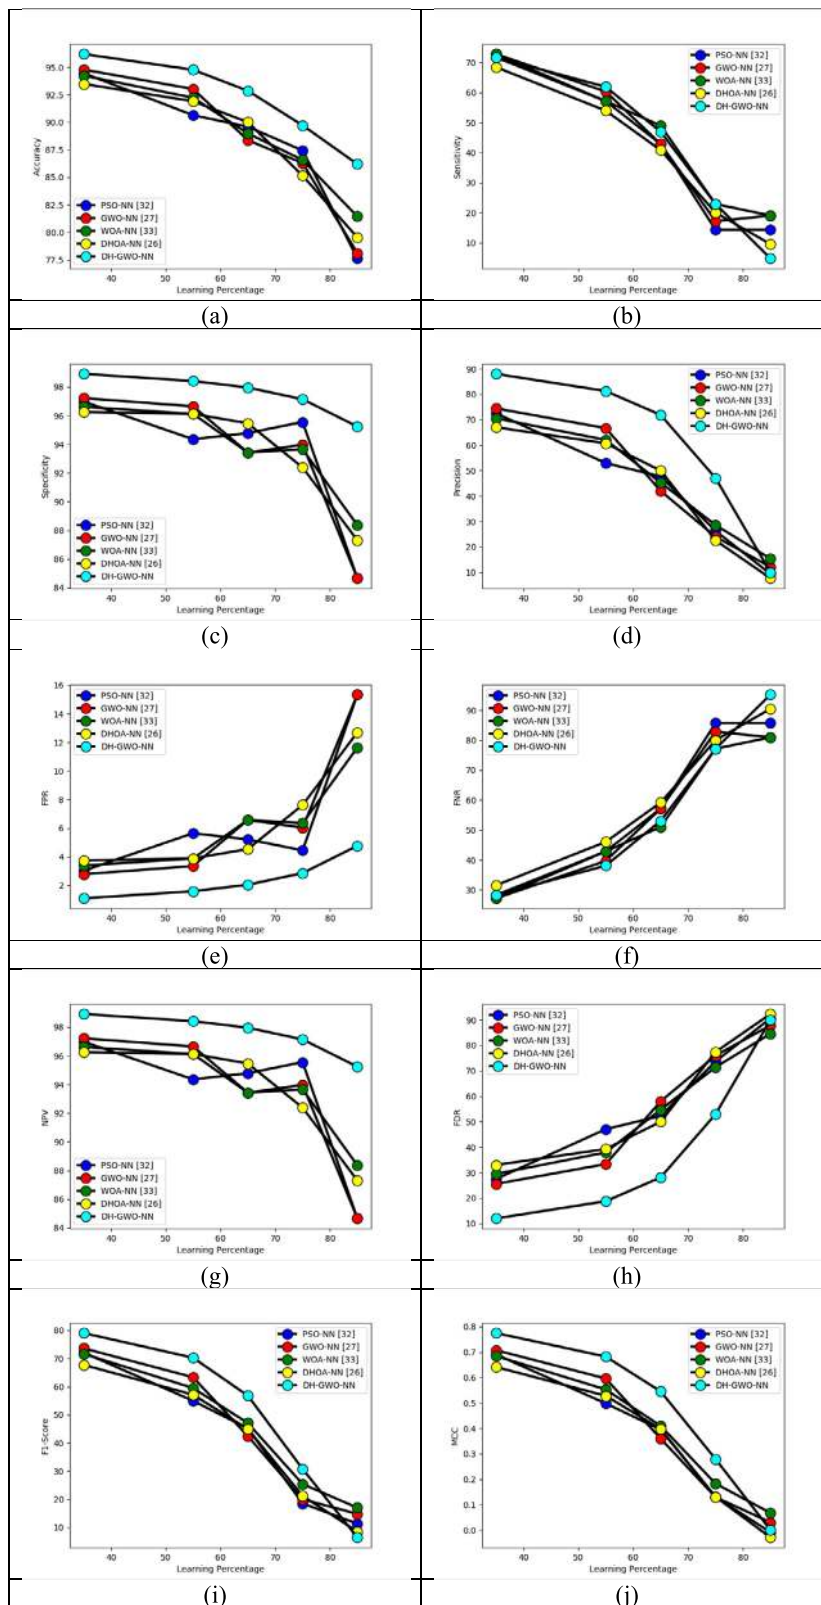 95.0
92.5
90.0
87.5
85.0
82.5
80.0
77.5
Accuracy
PSO-NN [32]
GWO-NN [27]
WOA-NN [33]
DHOA-NN [26]
DH-GWO-NN
40 50 60 70 80
Learning Percentage
(a)
70
60
50
40
30
20
10
Sensitivity
PSO-NN [32]
GWO-NN [27]
WOA-NN [33]
DHOA-NN [26]
DH-GWO-NN
40 50 60 70 80
Learning Percentage
(b)
98
96
94
92
90
88
86
84
Specificity
PSO-NN [32]
GWO-NN [27]
WOA-NN [33]
DHOA-NN [26]
DH-GWO-NN
40 50 60 70 80
Learning Percentage
(c)
90
80
70
60
50
40
30
20
10
Precision
PSO-NN [32]
GWO-NN [27]
WOA-NN [33]
DHOA-NN [26]
DH-GWO-NN
40 50 60 70 80
Learning Percentage
(d)
16
14
12
10
8
6
4
2
FPR
PSO-NN [32]
GWO-NN [27]
WOA-NN [33]
DHOA-NN [26]
DH-GWO-NN
40 50 60 70 80
Learning Percentage
(e)
90
80
70
60
50
40
30
FNR
PSO-NN [32]
GWO-NN [27]
WOA-NN [33]
DHOA-NN [26]
DH-GWO-NN
40 50 60 70 80
Learning Percentage
(f)
98
96
94
92
90
88
86
84
NPV
PSO-NN [32]
GWO-NN [27]
WOA-NN [33]
DHOA-NN [26]
DH-GWO-NN
40 50 60 70 80
Learning Percentage
(g)
90
80
70
60
50
40
30
20
10
FDR
PSO-NN [32]
GWO-NN [27]
WOA-NN [33]
DHOA-NN [26]
DH-GWO-NN
40 50 60 70 80
Learning Percentage
(h)
80
70
60
50
40
30
20
10
F1-Score
PSO-NN [32]
GWO-NN [27]
WOA-NN [33]
DHOA-NN [26]
DH-GWO-NN
40 50 60 70 80
Learning Percentage
(i)
0.8
0.7
0.6
0.5
0.4
0.3
0.2
0.1
0.0
MCC
PSO-NN [32]
GWO-NN [27]
WOA-NN [33]
DHOA-NN [26]
DH-GWO-NN
40 50 60 70 80
Learning Percentage
(j)